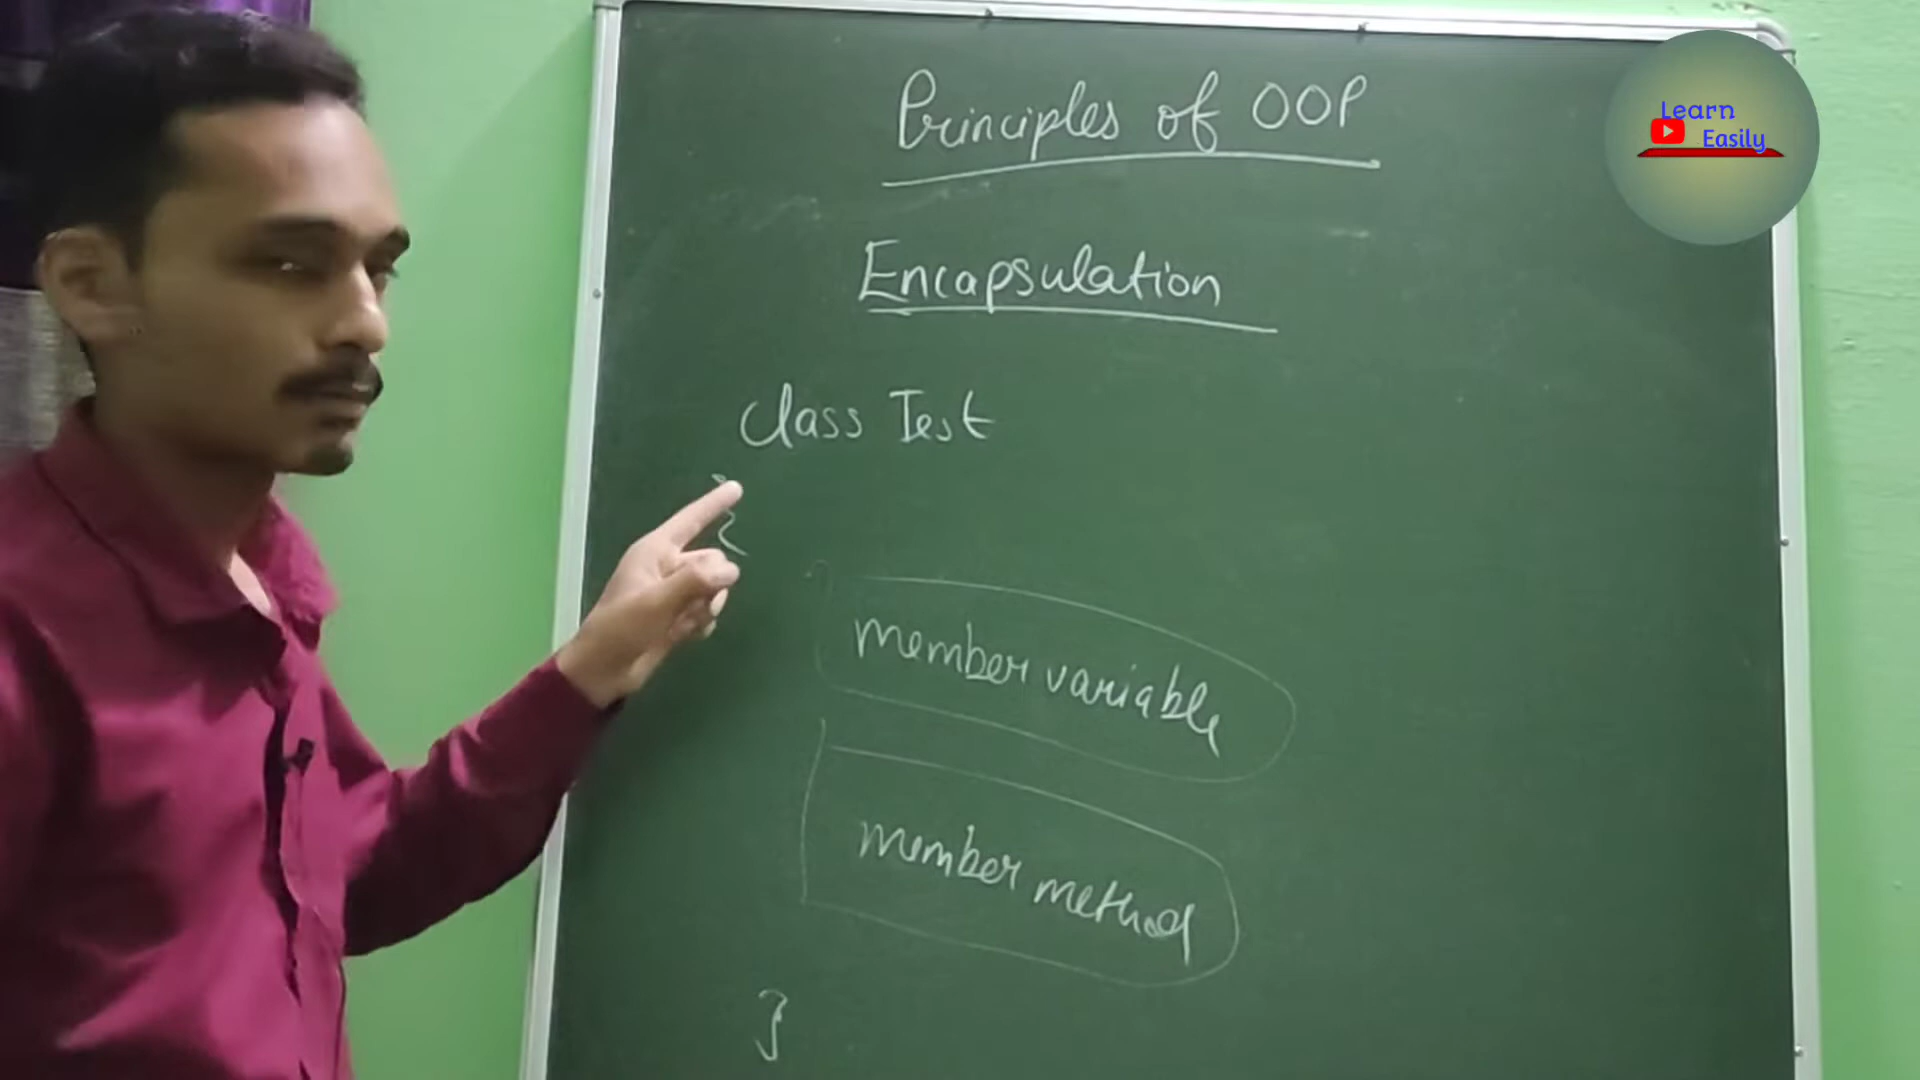 Principles of OOP
Learn
Easily
Encapsulation
class Test
{
member variable
member method
}